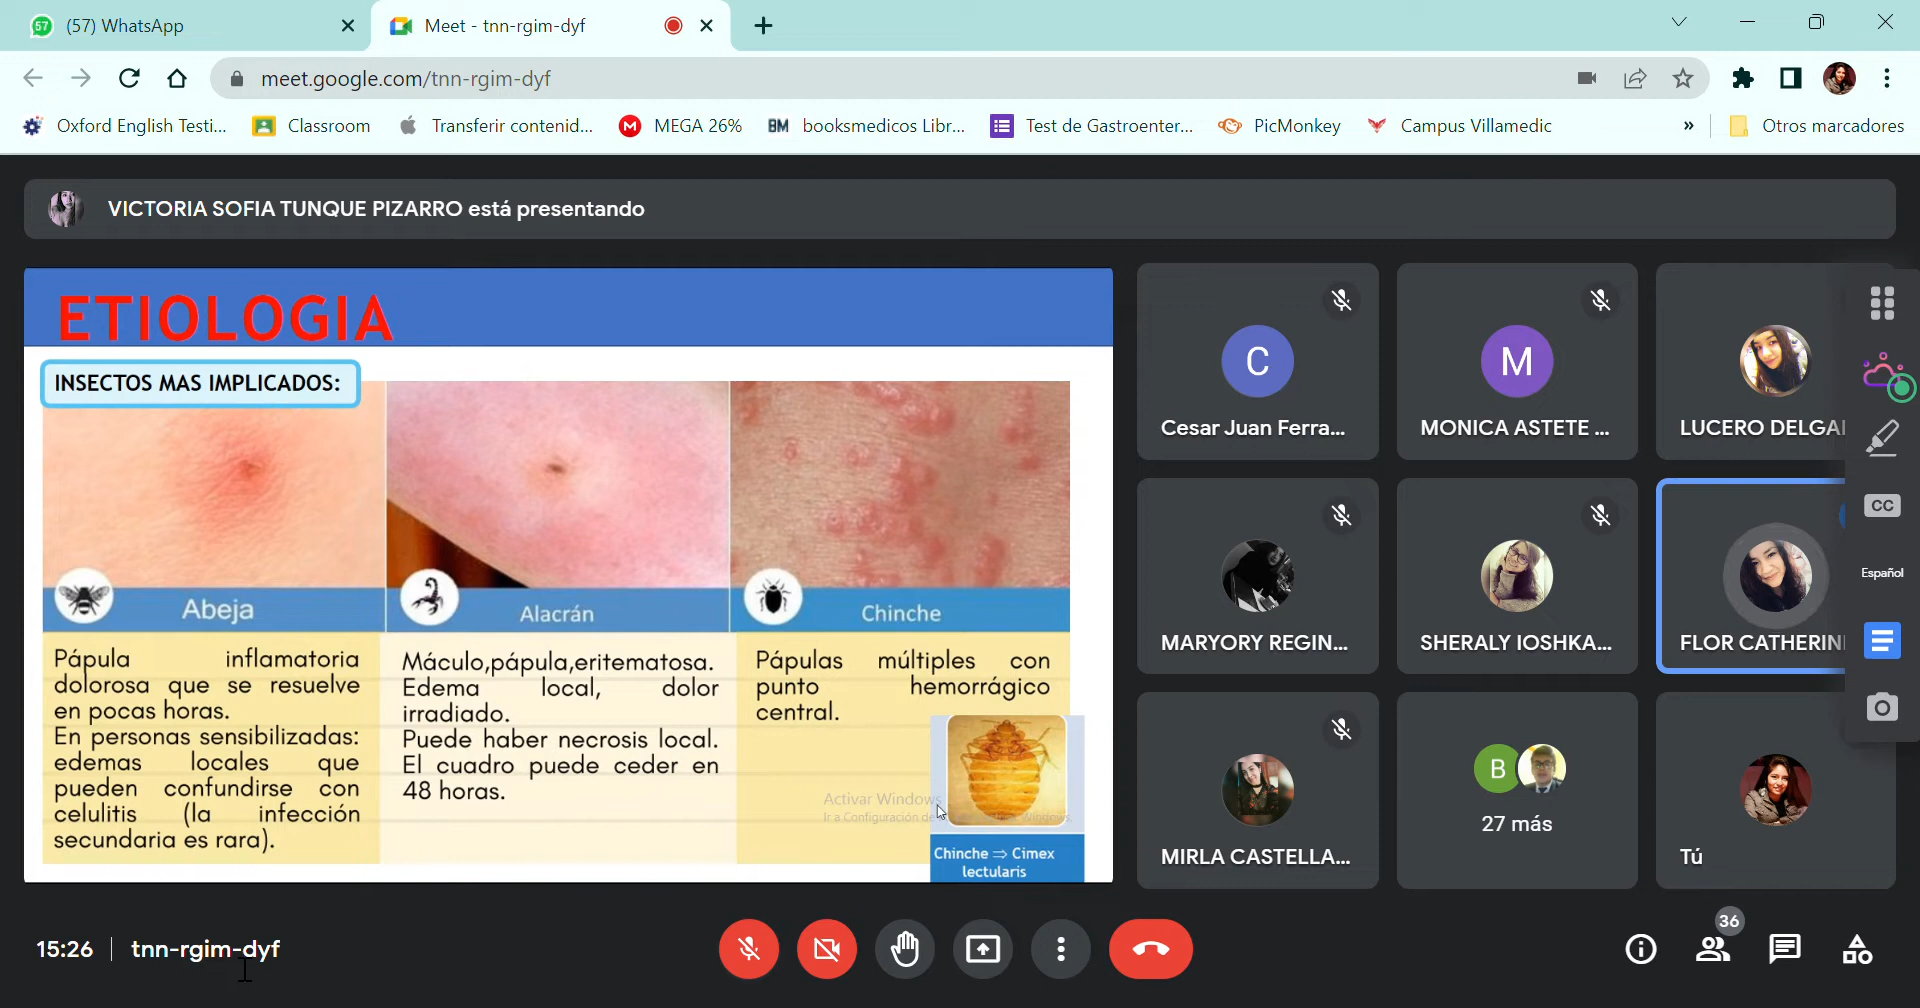 57
(57) WhatsApp
Meet - tnn-rgim-dyf
meet.google.com/tnn-rgim-dyf
Oxford English Testi...
Classroom
Transferir contenid...
M
MEGA 26%
BM
booksmedicos Libr...
Test de Gastroenter...
PicMonkey
Campus Villamedic
»
Otros marcadores
VICTORIA SOFIA TUNQUE PIZARRO está presentando
ETIOLOGIA
INSECTOS MAS IMPLICADOS:
Abeja
Pápula inflamatoria
dolorosa que se resuelve
en pocas horas.
En personas sensibilizadas:
edemas locales que
pueden confundirse con
celulitis (la infección
secundaria es rara).
Alacrán
Máculo,pápula,eritematosa.
Edema local, dolor
irradiado.
Puede haber necrosis local.
El cuadro puede ceder en
48 horas.
Chinche
Pápulas múltiples con
punto hemorrágico
central.
Activar Windows
Ir a Configuración de Windows.
Chinche ⇒ Cimex
lectularis
C
Cesar Juan Ferra...
M
MONICA ASTETE ...
LUCERO DELGA
MARYORY REGIN...
SHERALY IOSHKA...
FLOR CATHERIN
MIRLA CASTELLA...
B
27 más
Tú
CC
Español
15:26
tnn-rgim-dyf
36